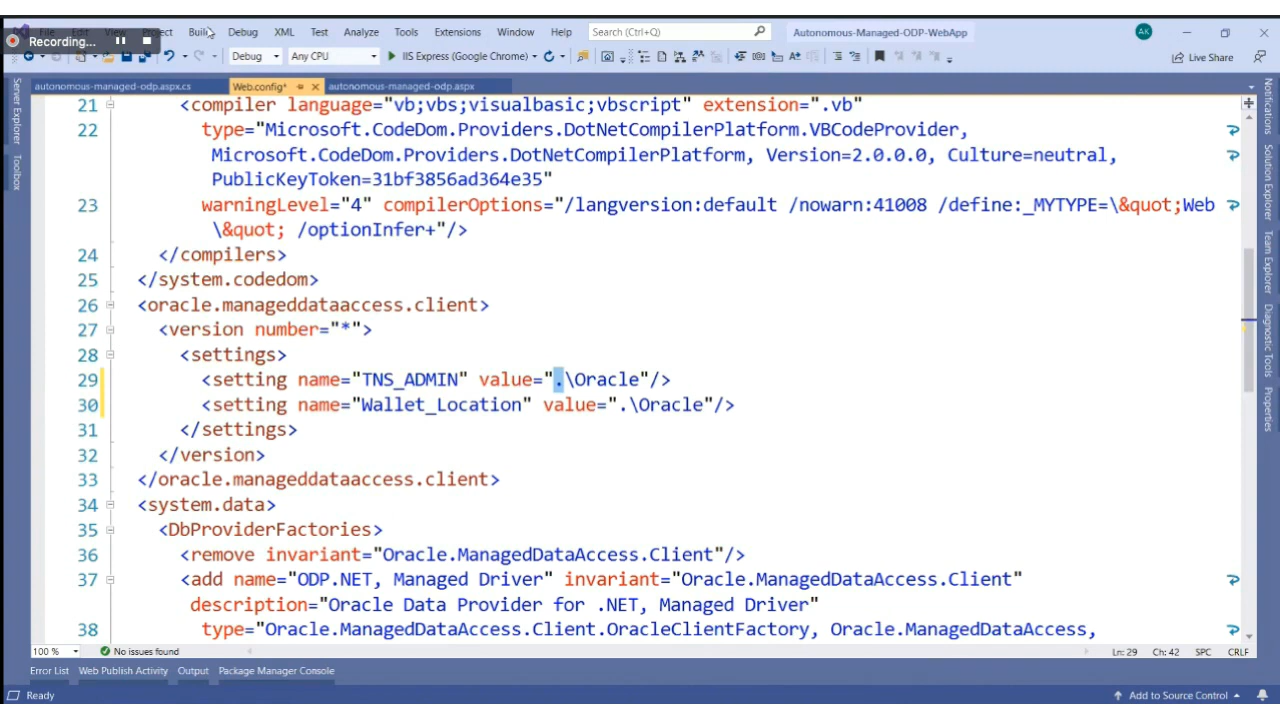 File Edit View Project Build Debug XML Test Analyze Tools Extensions Window Help Search (Ctrl+Q) Autonomous-Managed-ODP-WebApp AK
Recording...
Debug Any CPU IIS Express (Google Chrome) Live Share
autonomous-managed-odp.aspx.cs Web.config* autonomous-managed-odp.aspx
Server Explorer
Toolbox
21 <compiler language="vb;vbs;visualbasic;vbscript" extension=".vb"
22 type="Microsoft.CodeDom.Providers.DotNetCompilerPlatform.VBCodeProvider,
Microsoft.CodeDom.Providers.DotNetCompilerPlatform, Version=2.0.0.0, Culture=neutral,
PublicKeyToken=31bf3856ad364e35"
23 warningLevel="4" compilerOptions="/langversion:default /nowarn:41008 /define:_MYTYPE=\&quot;Web
\&quot; /optionInfer+"/>
24 </compilers>
25 </system.codedom>
26 <oracle.manageddataaccess.client>
27 <version number="*">
28 <settings>
29 <setting name="TNS_ADMIN" value=".\Oracle"/>
30 <setting name="Wallet_Location" value=".\Oracle"/>
31 </settings>
32 </version>
33 </oracle.manageddataaccess.client>
34 <system.data>
35 <DbProviderFactories>
36 <remove invariant="Oracle.ManagedDataAccess.Client"/>
37 <add name="ODP.NET, Managed Driver" invariant="Oracle.ManagedDataAccess.Client"
description="Oracle Data Provider for .NET, Managed Driver"
38 type="Oracle.ManagedDataAccess.Client.OracleClientFactory, Oracle.ManagedDataAccess,
Notifications
Solution Explorer
Team Explorer
Diagnostic Tools
Properties
100 % No issues found Ln: 29 Ch: 42 SPC CRLF
Error List Web Publish Activity Output Package Manager Console
Ready Add to Source Control